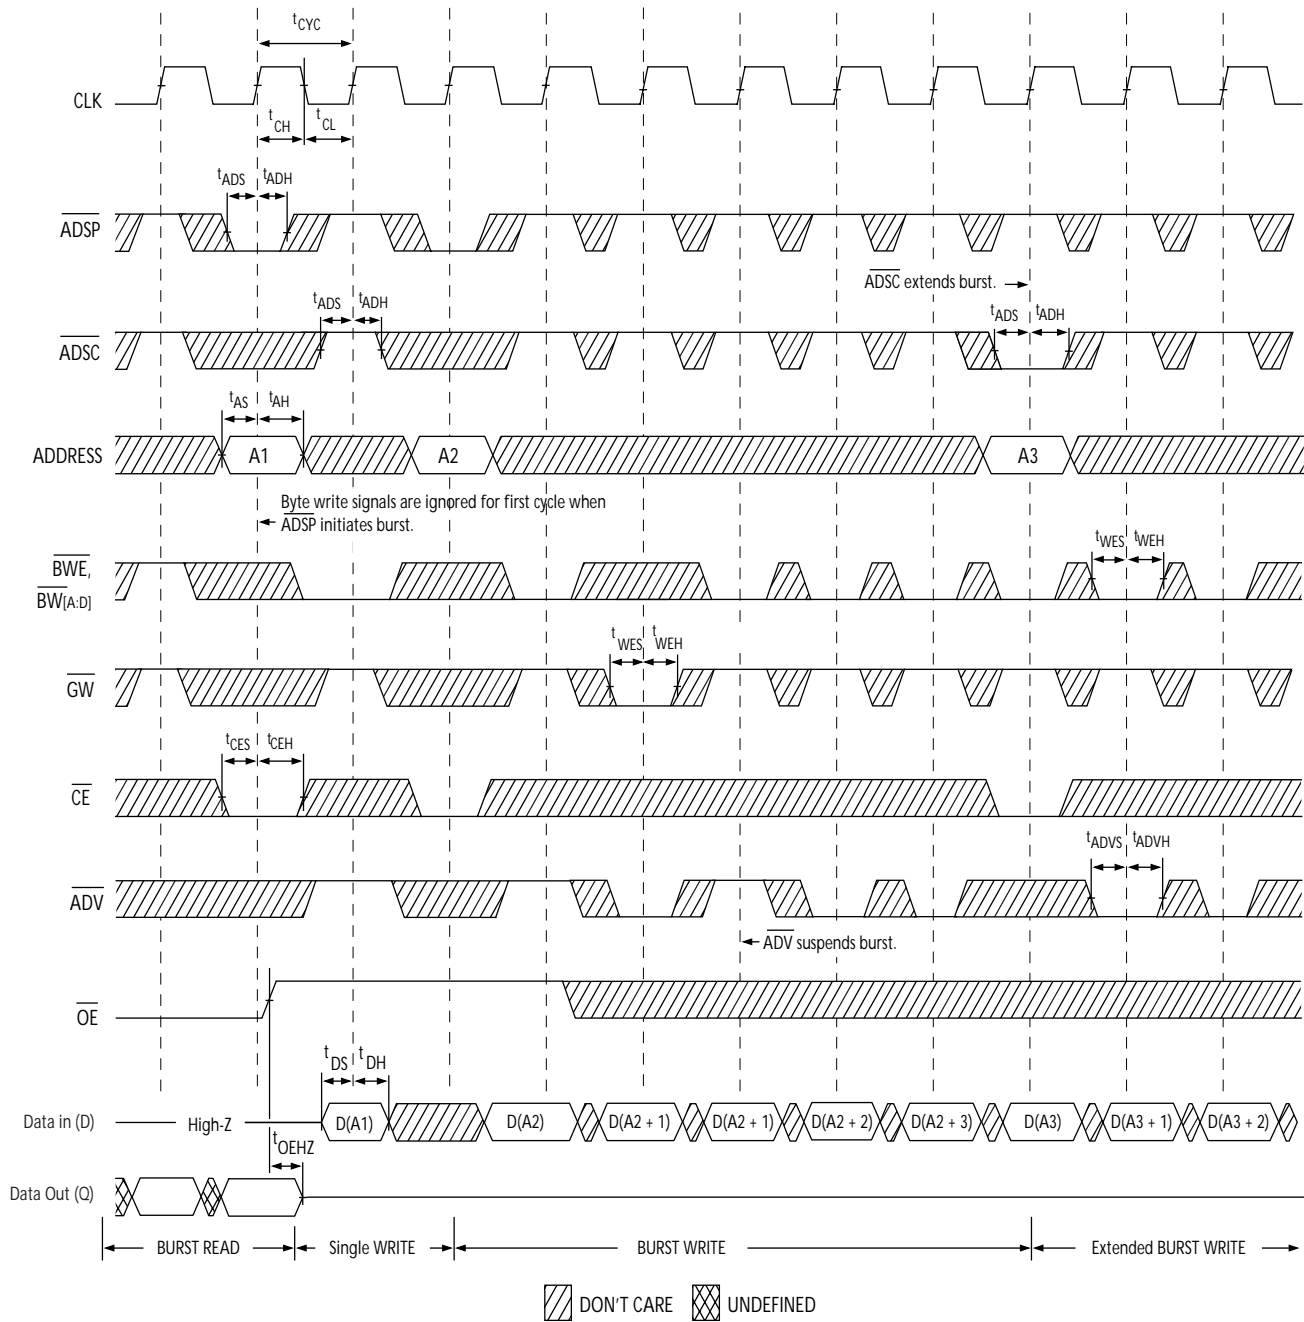 tCYC
CLK
tCH
tCL
tADS
tADH
ADSP
ADSC extends burst.
tADS
tADH
tADS
tADH
ADSC
tAS
tAH
ADDRESS
A1
A2
A3
Byte write signals are ignored for first cycle when
ADSP initiates burst.
BWE,
BW[A:D]
tWES
tWEH
tWES
tWEH
GW
tCES
tCEH
CE
tADVS
tADVH
ADV
ADV suspends burst.
OE
tDS
tDH
Data in (D)
High-Z
D(A1)
D(A2)
D(A2 + 1)
D(A2 + 1)
D(A2 + 2)
D(A2 + 3)
D(A3)
D(A3 + 1)
D(A3 + 2)
tOEHZ
Data Out (Q)
BURST READ
Single WRITE
BURST WRITE
Extended BURST WRITE
DON'T CARE
UNDEFINED